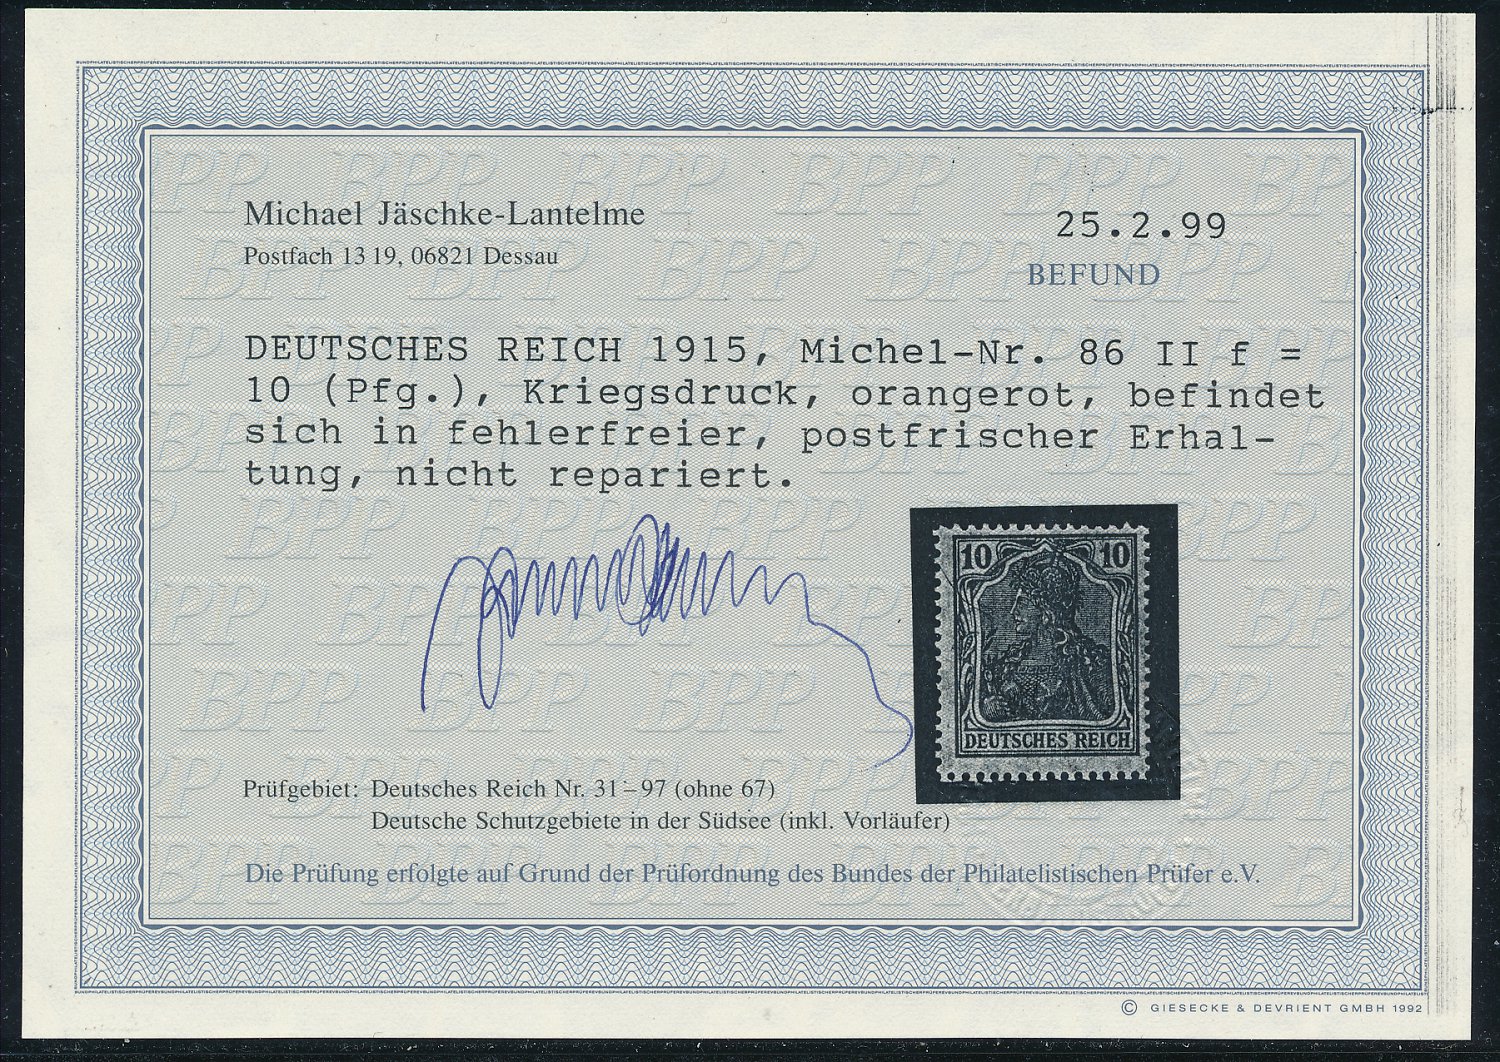 Michael Jäschke-Lantelme
Postfach 13 19, 06821 Dessau
25.2.99
BEFUND
DEUTSCHES REICH 1915, Michel-Nr. 86 II f =
10 (Pfg.), Kriegsdruck, orangerot, befindet
sich in fehlerfreier, postfrischer Erhal-
tung, nicht repariert.
10 10
DEUTSCHES REICH
Prüfgebiet: Deutsches Reich Nr. 31–97 (ohne 67)
Deutsche Schutzgebiete in der Südsee (inkl. Vorläufer)
Die Prüfung erfolgte auf Grund der Prüfordnung des Bundes der Philatelistischen Prüfer e.V.
© GIESECKE & DEVRIENT GMBH 1992